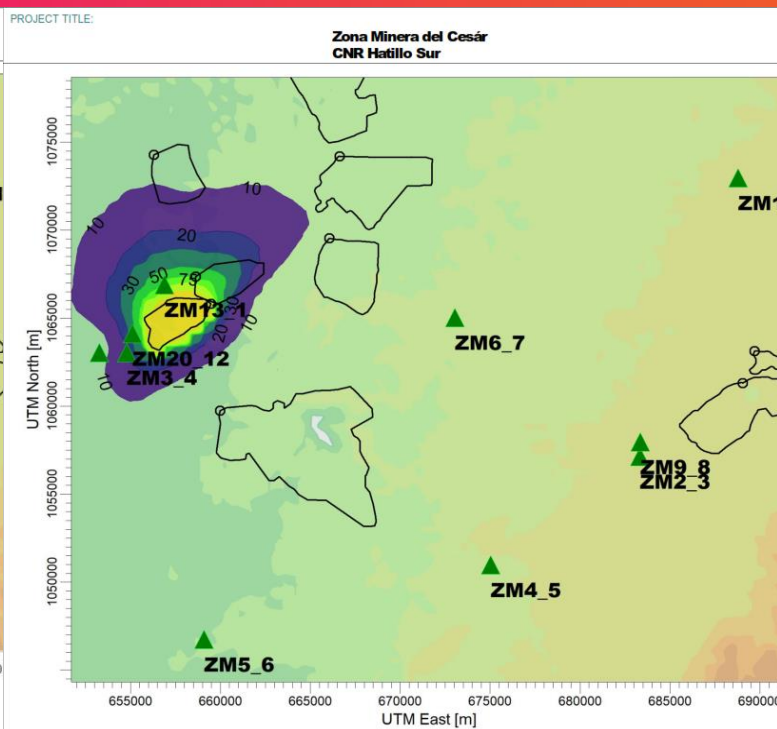 PROJECT TITLE:
Zona Minera del Cesár
CNR Hatillo Sur
UTM North [m]
1075000
1070000
1065000
1060000
1055000
1050000
10
10
20
30
50
75
30
20
10
10
ZM13_1
ZM20_12
ZM3_4
ZM6_7
ZM1
ZM9_8
ZM2_3
ZM4_5
ZM5_6
655000
660000
665000
670000
675000
680000
685000
690000
UTM East [m]